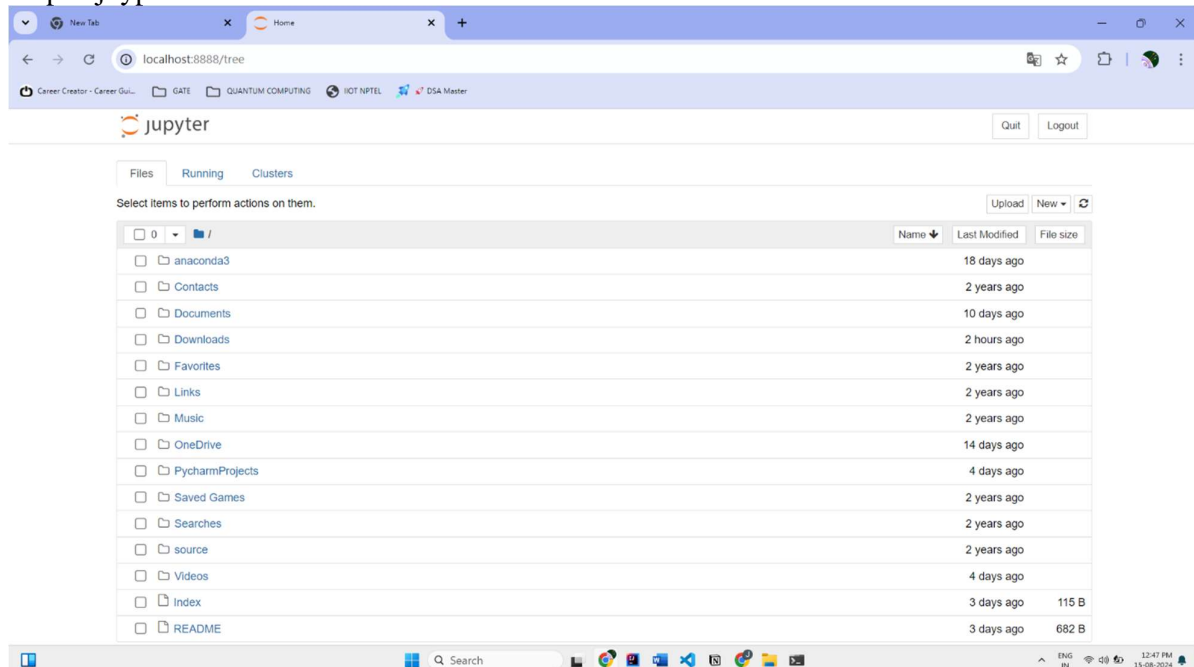 New Tab Home
localhost:8888/tree
Career Creator - Career Gui... GATE QUANTUM COMPUTING IIOT NPTEL DSA Master
jupyter Quit Logout
Files Running Clusters
Select items to perform actions on them. Upload New
0 / Name Last Modified File size
anaconda3 18 days ago
Contacts 2 years ago
Documents 10 days ago
Downloads 2 hours ago
Favorites 2 years ago
Links 2 years ago
Music 2 years ago
OneDrive 14 days ago
PycharmProjects 4 days ago
Saved Games 2 years ago
Searches 2 years ago
source 2 years ago
Videos 4 days ago
Index 3 days ago 115 B
README 3 days ago 682 B
Search ENG 12:47 PM
IN 15-08-2024